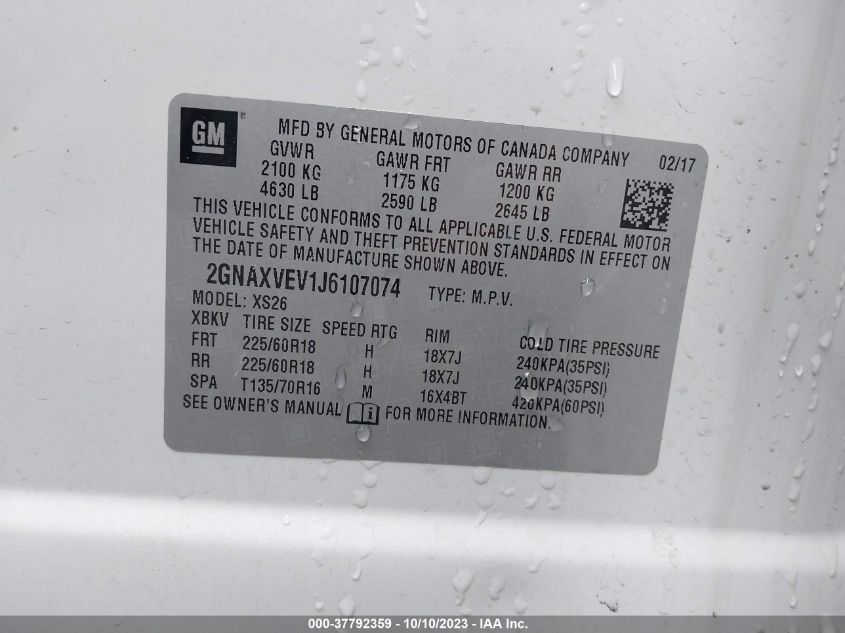 GM ®
MFD BY GENERAL MOTORS OF CANADA COMPANY 02/17
GVWR GAWR FRT GAWR RR
2100 KG 1175 KG 1200 KG
4630 LB 2590 LB 2645 LB
THIS VEHICLE CONFORMS TO ALL APPLICABLE U.S. FEDERAL MOTOR
VEHICLE SAFETY AND THEFT PREVENTION STANDARDS IN EFFECT ON
THE DATE OF MANUFACTURE SHOWN ABOVE.
2GNAXVEV1J6107074 TYPE: M.P.V.
MODEL: XS26
XBKV TIRE SIZE SPEED RTG RIM COLD TIRE PRESSURE
FRT 225/60R18 H 18X7J 240KPA(35PSI)
RR 225/60R18 H 18X7J 240KPA(35PSI)
SPA T135/70R16 M 16X4BT 420KPA(60PSI)
SEE OWNER'S MANUAL i FOR MORE INFORMATION.
000-37792359 - 10/10/2023 - IAAI.com